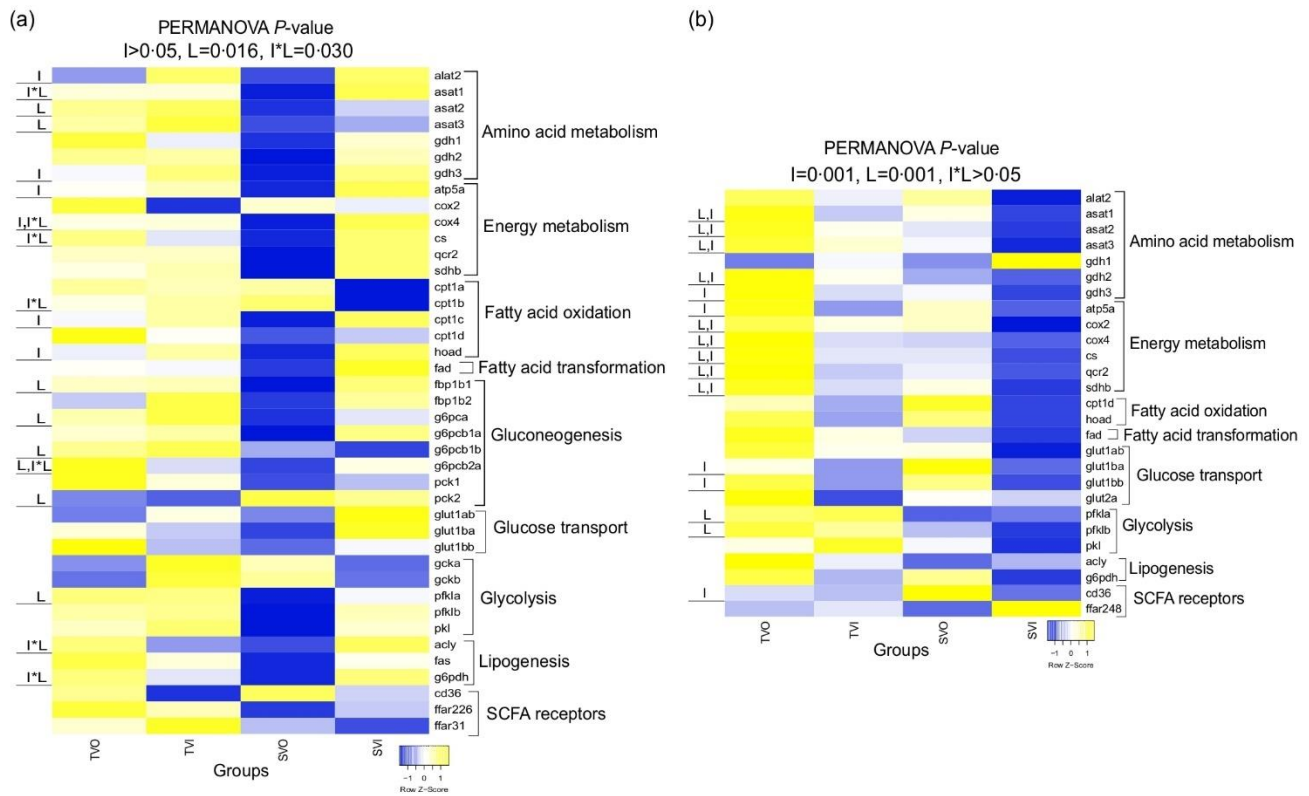 (a)
PERMANOVA P-value
I>0·05, L=0·016, I*L=0·030
I alat2
I*L asat1
L asat2
L asat3
gdh1
gdh2
I gdh3
Amino acid metabolism
I atp5a
cox2
I,I*L cox4
I*L cs
qcr2
sdhb
Energy metabolism
cpt1a
I*L cpt1b
I cpt1c
cpt1d
I hoad
Fatty acid oxidation
fad
Fatty acid transformation
L fbp1b1
fbp1b2
L g6pca
g6pcb1a
L g6pcb1b
L,I*L g6pcb2a
pck1
L pck2
Gluconeogenesis
glut1ab
glut1ba
glut1bb
Glucose transport
gcka
gckb
L pfkla
pfklb
pkl
Glycolysis
I*L acly
fas
I*L g6pdh
Lipogenesis
cd36
ffar226
ffar31
SCFA receptors
TVO TVI SVO SVI
Groups
−1 0 1
Row Z−Score
(b)
PERMANOVA P-value
I=0·001, L=0·001, I*L>0·05
alat2
L,I asat1
L,I asat2
L,I asat3
gdh1
L,I gdh2
I gdh3
Amino acid metabolism
I atp5a
L,I cox2
L,I cox4
L,I cs
L,I qcr2
L,I sdhb
Energy metabolism
cpt1d
hoad
Fatty acid oxidation
fad
Fatty acid transformation
glut1ab
I glut1ba
I glut1bb
glut2a
Glucose transport
L pfkla
L pfklb
pkl
Glycolysis
acly
g6pdh
Lipogenesis
I cd36
ffar248
SCFA receptors
TVO TVI SVO SVI
Groups
−1 0 1
Row Z−Score